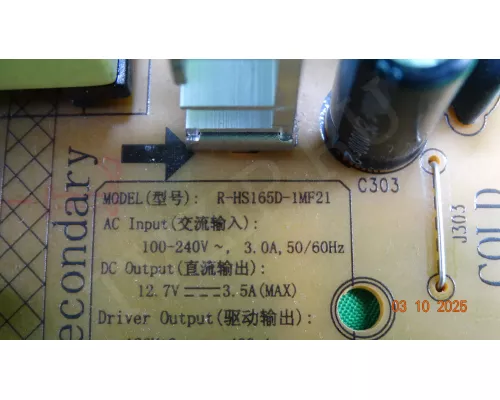 econdary
MODEL(型号): R-HS165D-1MF21
AC Input(交流输入):
100-240V～, 3.0A, 50/60Hz
DC Output(直流输出):
12.7V⎓3.5A(MAX)
Driver Output(驱动输出):
C303
J303
COLD
03 10 2025